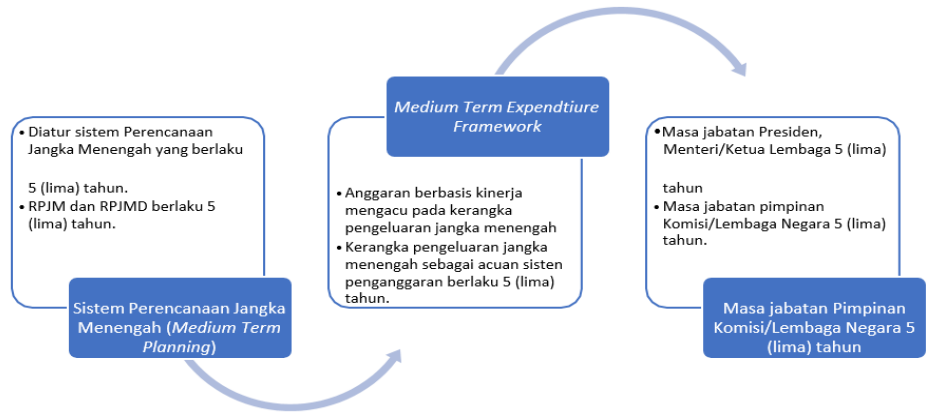 • Diatur sistem Perencanaan
Jangka Menengah yang berlaku
5 (lima) tahun.
• RPJM dan RPJMD berlaku 5
(lima) tahun.
Sistem Perencanaan Jangka
Menengah (Medium Term
Planning)
Medium Term Expendtiure
Framework
• Anggaran berbasis kinerja
mengacu pada kerangka
pengeluaran jangka menengah
• Kerangka pengeluaran jangka
menengah sebagai acuan sisten
penganggaran berlaku 5 (lima)
tahun.
•Masa jabatan Presiden,
Menteri/Ketua Lembaga 5 (lima)
tahun
• Masa jabatan pimpinan
Komisi/Lembaga Negara 5 (lima)
tahun.
Masa jabatan Pimpinan
Komisi/Lembaga Negara 5
(lima) tahun